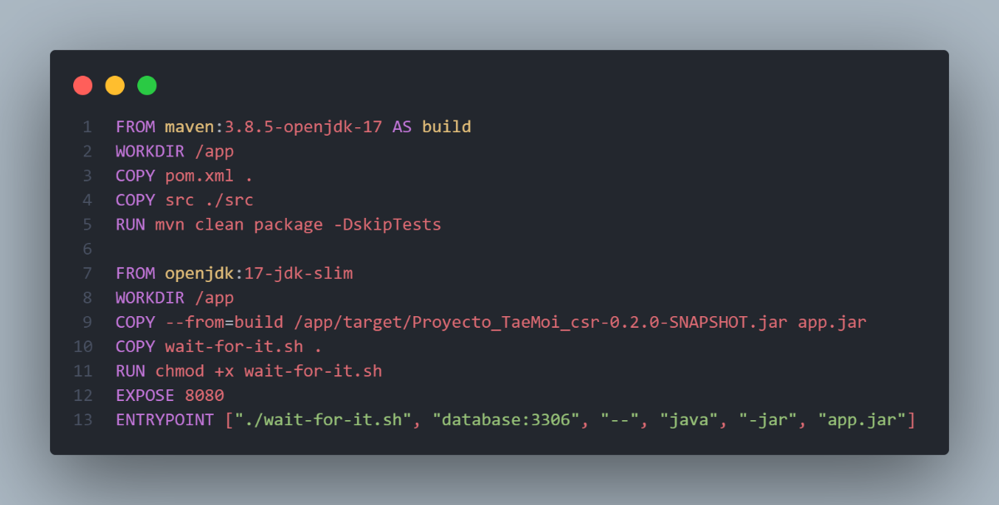 1 FROM maven:3.8.5-openjdk-17 AS build
2 WORKDIR /app
3 COPY pom.xml .
4 COPY src ./src
5 RUN mvn clean package -DskipTests
6
7 FROM openjdk:17-jdk-slim
8 WORKDIR /app
9 COPY --from=build /app/target/Proyecto_TaeMoi_csr-0.2.0-SNAPSHOT.jar app.jar
10 COPY wait-for-it.sh .
11 RUN chmod +x wait-for-it.sh
12 EXPOSE 8080
13 ENTRYPOINT ["./wait-for-it.sh", "database:3306", "--", "java", "-jar", "app.jar"]